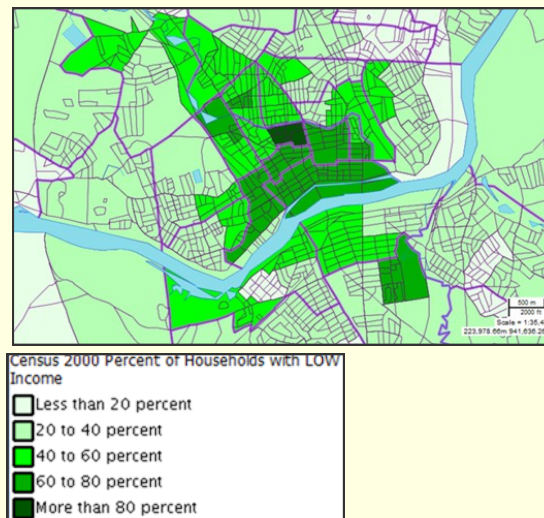 500 m
2000 ft
Census 2000 Percent of Households with LOW
Income
Less than 20 percent
20 to 40 percent
40 to 60 percent
60 to 80 percent
More than 80 percent